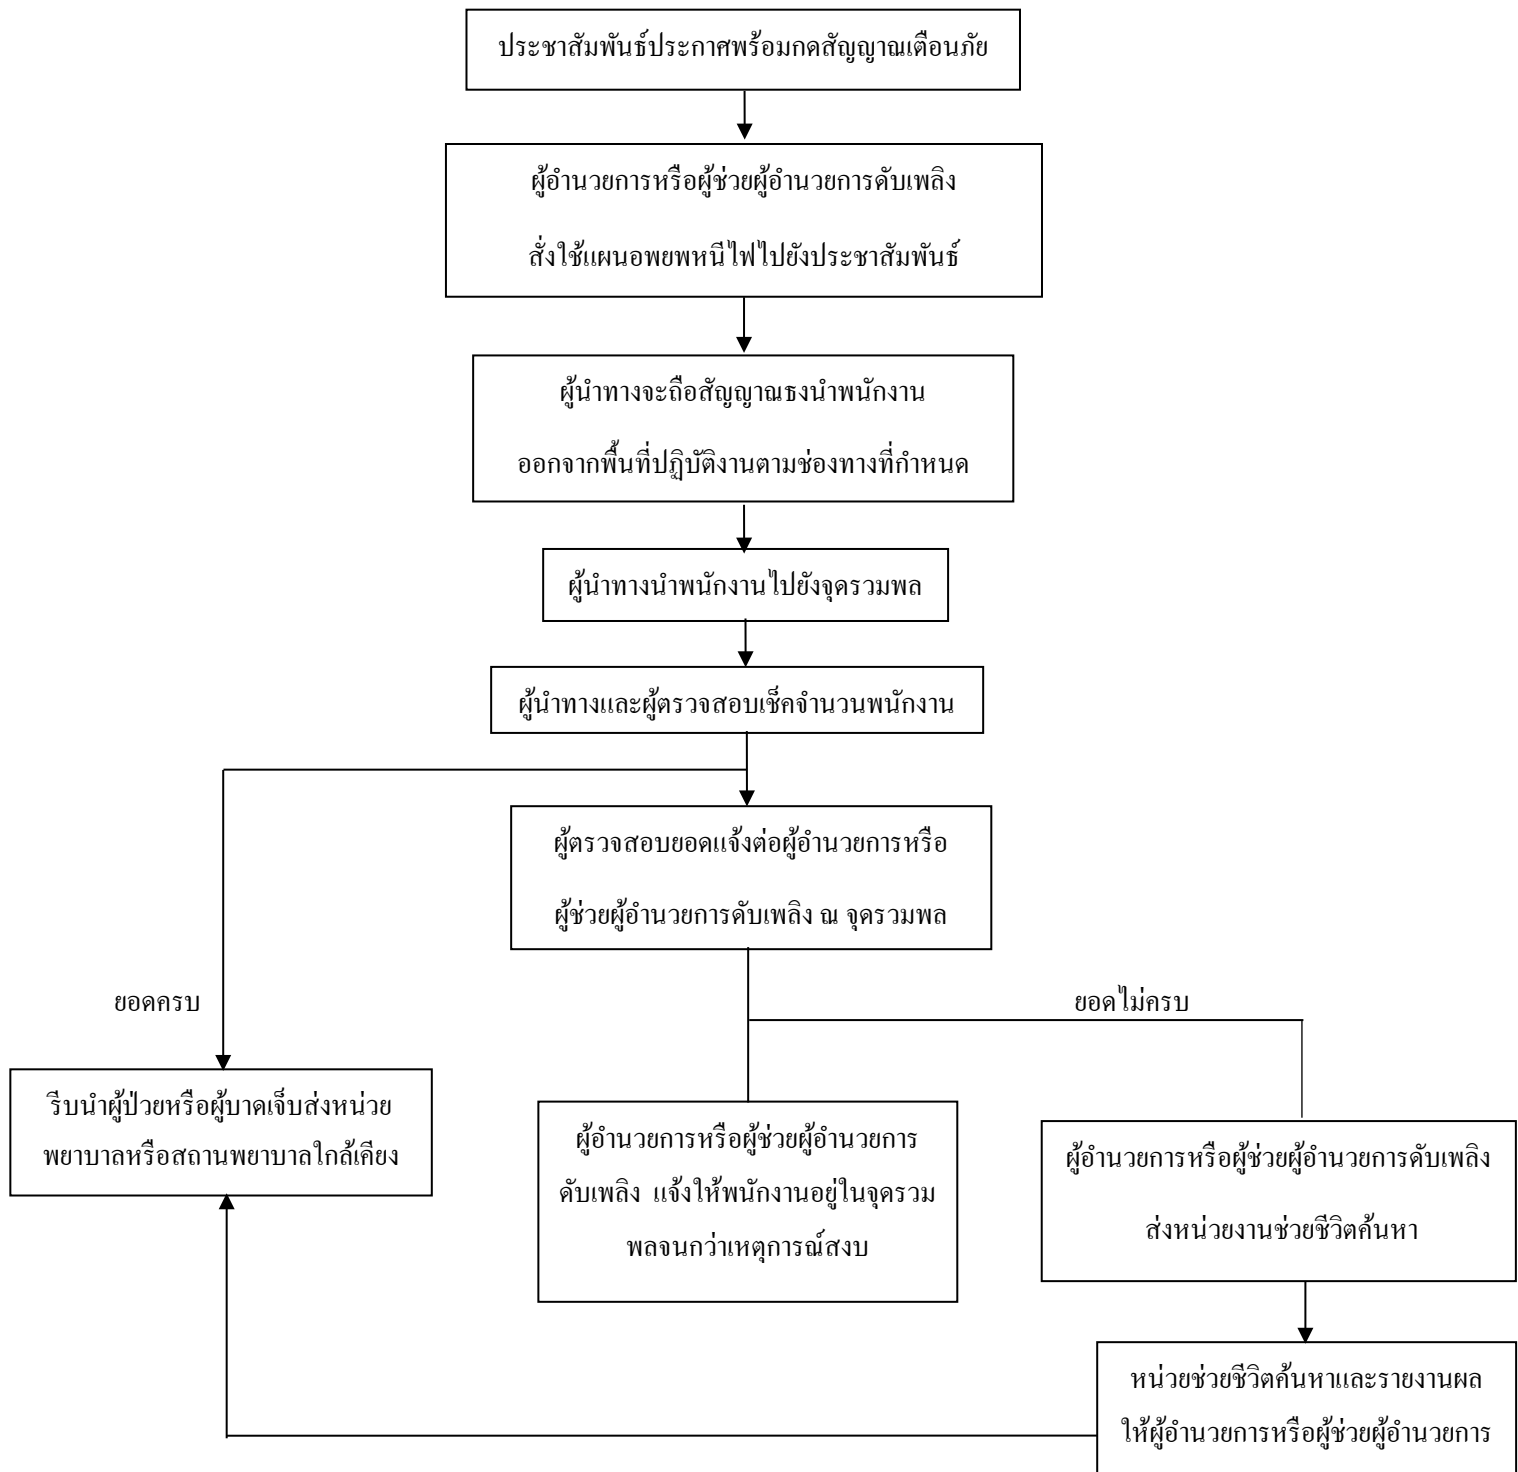 ประชาสัมพันธ์ประกาศพร้อมกดสัญญาณเตือนภัย
ผู้อำนวยการหรือผู้ช่วยผู้อำนวยการดับเพลิง
สั่งใช้แผนอพยพหนีไฟไปยังประชาสัมพันธ์
ผู้นำทางจะถือสัญญาณธงนำพนักงาน
ออกจากพื้นที่ปฏิบัติงานตามช่องทางที่กำหนด
ผู้นำทางนำพนักงานไปยังจุดรวมพล
ผู้นำทางและผู้ตรวจสอบเช็คจำนวนพนักงาน
ผู้ตรวจสอบยอดแจ้งต่อผู้อำนวยการหรือ
ผู้ช่วยผู้อำนวยการดับเพลิง ณ จุดรวมพล
ยอดครบ
ยอดไม่ครบ
รีบนำผู้ป่วยหรือผู้บาดเจ็บส่งหน่วย
พยาบาลหรือสถานพยาบาลใกล้เคียง
ผู้อำนวยการหรือผู้ช่วยผู้อำนวยการ
ดับเพลิง แจ้งให้พนักงานอยู่ในจุดรวม
พลจนกว่าเหตุการณ์สงบ
ผู้อำนวยการหรือผู้ช่วยผู้อำนวยการดับเพลิง
ส่งหน่วยงานช่วยชีวิตค้นหา
หน่วยช่วยชีวิตค้นหาและรายงานผล
ให้ผู้อำนวยการหรือผู้ช่วยผู้อำนวยการ